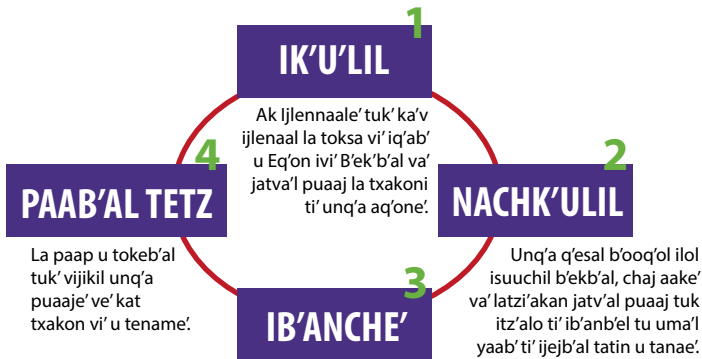 1
IK'U'LIL
Ak Ijlennaale' tuk' ka'v
ijlenaal la toksa vi' iq'ab'
u Eq'on ivi' B'ek'b'al va'
jatva'l puaaj la txakoni
ti' unq'a aq'one'.
2
NACHK'ULIL
Unq'a q'esal b'ooq'ol ilol
isuuchil b'ekb'al, chaj aake'
va' latzi'akan jatv'al puaaj tuk
itz'alo ti' ib'anb'el tu uma'l
yaab' ti' ijejb'al tatin u tanae'.
3
IB'ANCHE'
4
PAAB'AL TETZ
La paap u tokeb'al
tuk' vijikil unq'a
puaaje' ve' kat
txakon vi' u tename'.